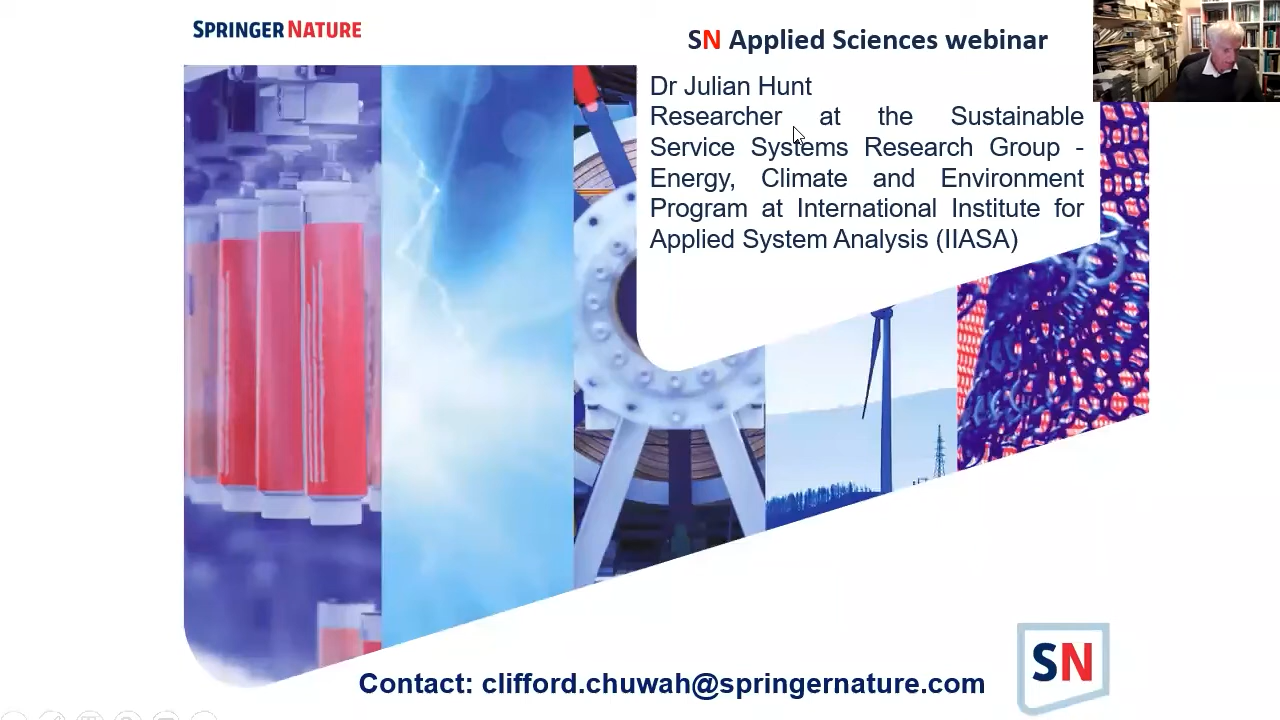 SPRINGER NATURE
SN Applied Sciences webinar
Dr Julian Hunt
Researcher at the Sustainable
Service Systems Research Group -
Energy, Climate and Environment
Program at International Institute for
Applied System Analysis (IIASA)
SN
Contact: clifford.chuwah@springernature.com